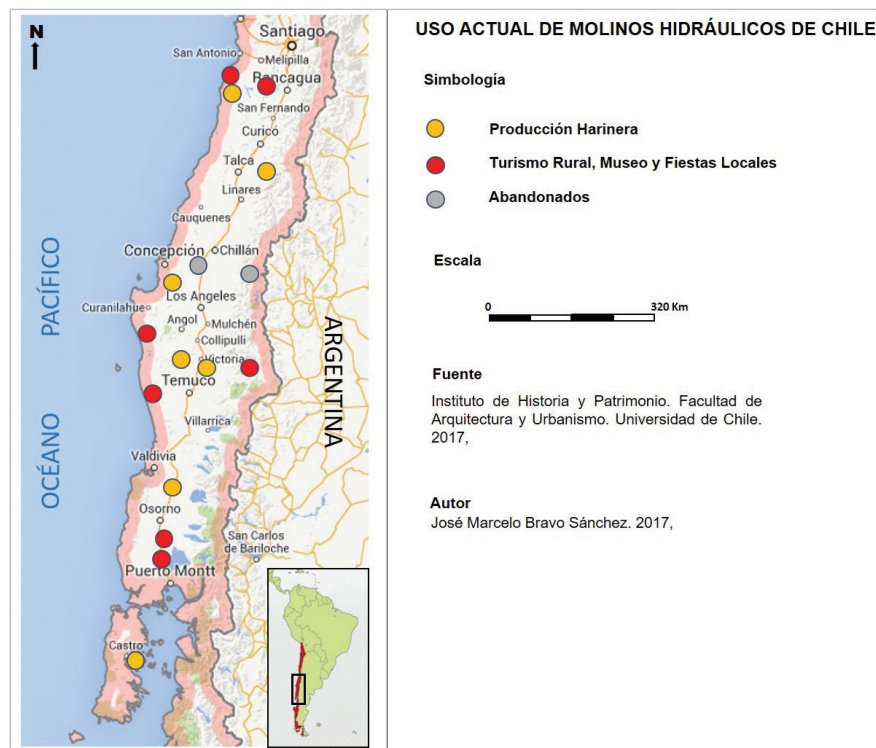 N
Santiago
San Antonio
Melipilla
Rancagua
San Fernando
Curicó
Talca
Linares
Cauquenes
Chillán
Concepción
Los Angeles
Curanilahue
Angol
Mulchén
Collipulli
Victoria
Temuco
Villarrica
Valdivia
Osorno
San Carlos
de Bariloche
Puerto Montt
Castro
OCÉANO PACÍFICO
ARGENTINA
USO ACTUAL DE MOLINOS HIDRÁULICOS DE CHILE
Simbología
Producción Harinera
Turismo Rural, Museo y Fiestas Locales
Abandonados
Escala
0 320 Km
Fuente
Instituto de Historia y Patrimonio. Facultad de
Arquitectura y Urbanismo. Universidad de Chile.
2017,
Autor
José Marcelo Bravo Sánchez. 2017,